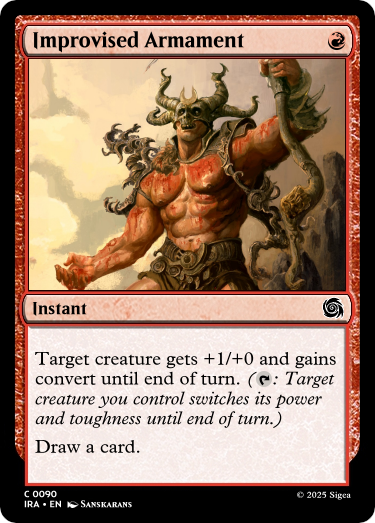 Improvised Armament
Instant
Target creature gets +1/+0 and gains
convert until end of turn. (: Target
creature you control switches its power
and toughness until end of turn.)
Draw a card.
C 0090
IRA • EN Sanskarans
© 2025 Sigea